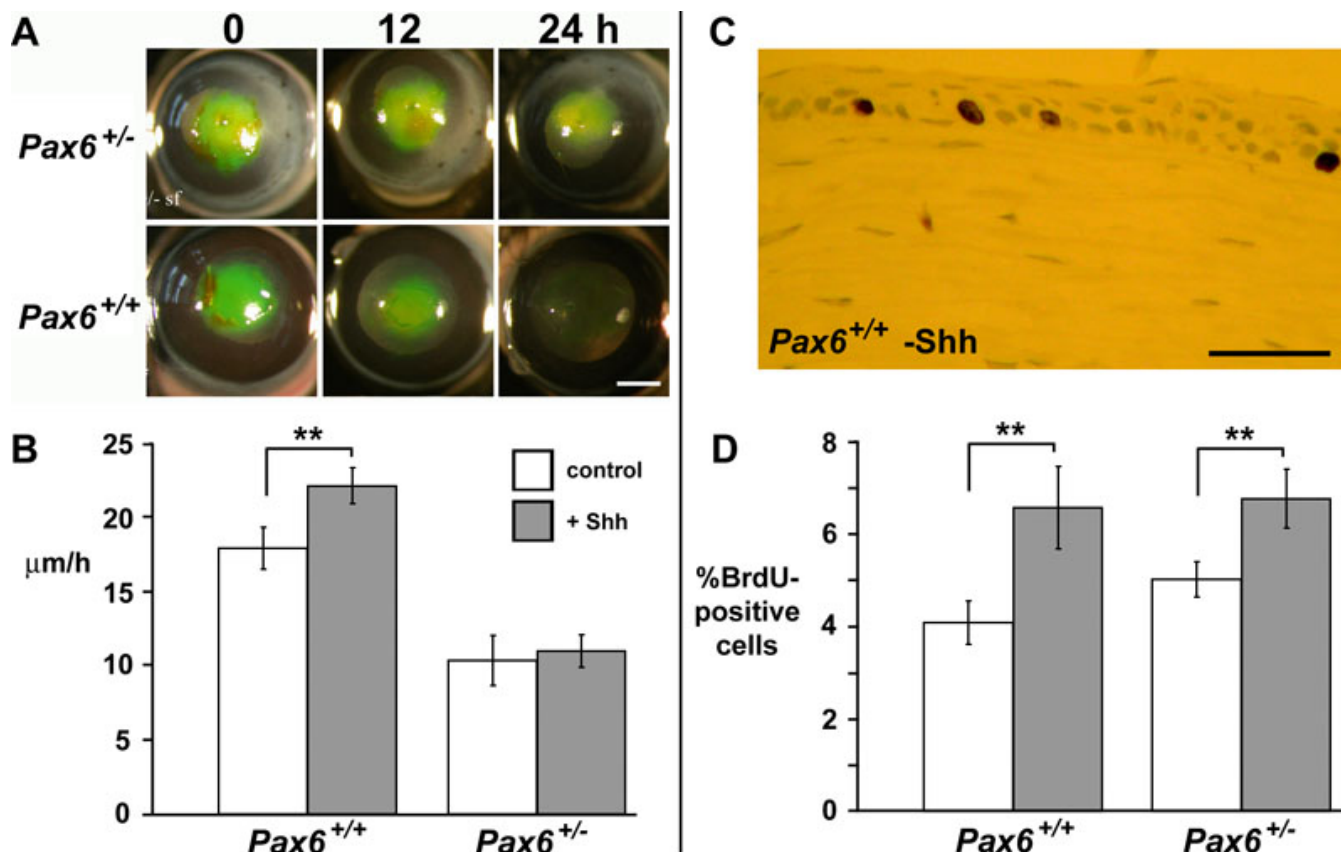 A
0 12 24 h
Pax6+/-
/- sf
Pax6+/+
B
25
20
15
10
5
0
μm/h
**
control
+ Shh
Pax6+/+ Pax6+/-
C
Pax6+/+ -Shh
D
8
6
4
2
0
%BrdU-
positive
cells
**
**
Pax6+/+ Pax6+/-